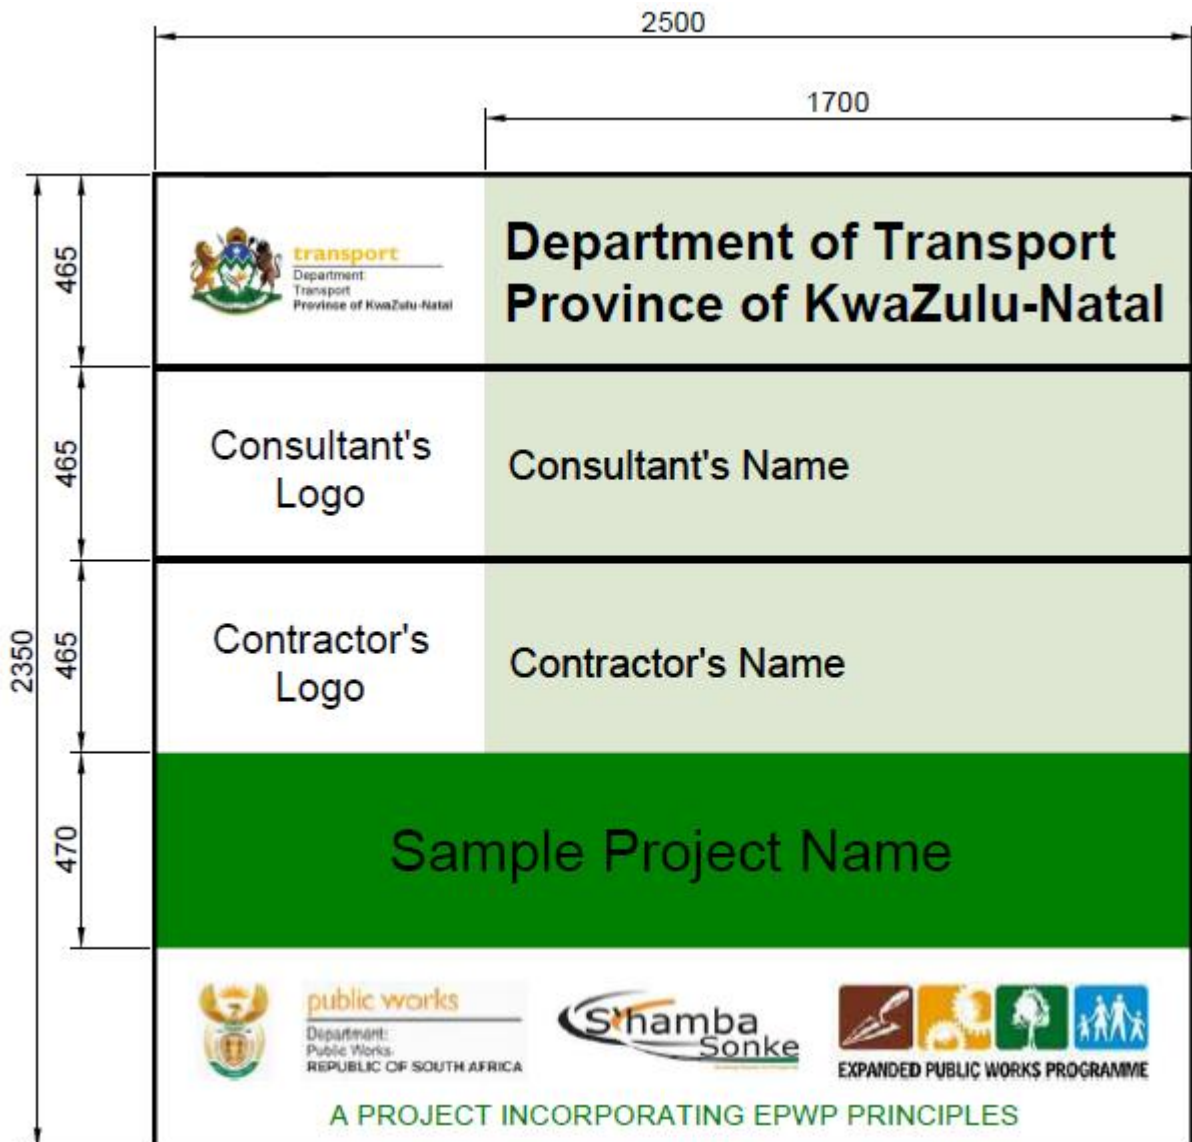 2500
1700
465
transport
Department
Transport
Province of KwaZulu-Natal
Department of Transport
Province of KwaZulu-Natal
465
Consultant's
Logo
Consultant's Name
2350
465
Contractor's
Logo
Contractor's Name
470
Sample Project Name
public works
Department:
Public Works
REPUBLIC OF SOUTH AFRICA
S'hamba
Sonke
EXPANDED PUBLIC WORKS PROGRAMME
A PROJECT INCORPORATING EPWP PRINCIPLES